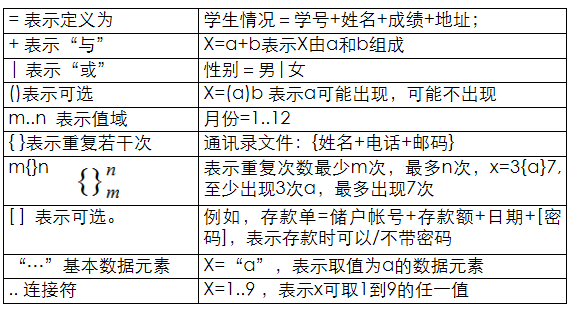 = 表示定义为 学生情况=学号+姓名+成绩+地址；
+ 表示“与” X=a+b表示X由a和b组成
| 表示“或” 性别=男|女
()表示可选 X=(a)b 表示a可能出现，可能不出现
m..n 表示值域 月份=1..12
{ }表示重复若干次 通讯录文件：{姓名+电话+邮码}
m{}n {}ⁿₘ 表示重复次数最少m次，最多n次，x=3{a}7,
至少出现3次a，最多出现7次
[ ] 表示可选。 例如，存款单=储户帐号+存款额+日期+[密
码]，表示存款时可以/不带密码
“…”基本数据元素 X=“a”，表示取值为a的数据元素
.. 连接符 X=1..9 ，表示x可取1到9的任一值